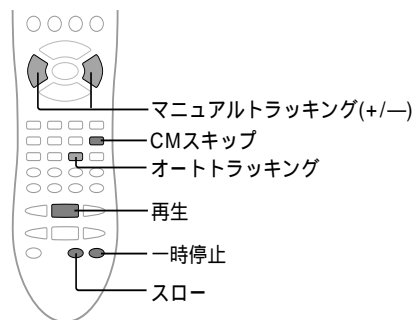 マニュアルトラッキング(+/―)
CMスキップ
オートトラッキング
再生
一時停止
スロー